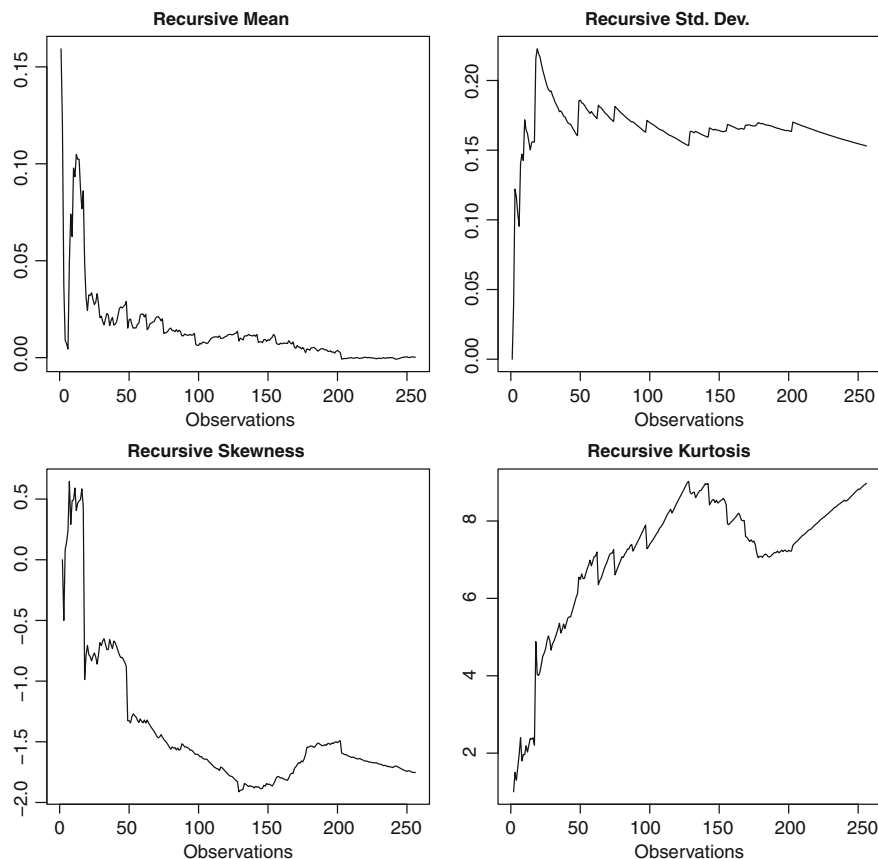 Recursive Mean
0.15
0.10
0.05
0.00
0 50 100 150 200 250
Observations
Recursive Std. Dev.
0.20
0.15
0.10
0.05
0.00
0 50 100 150 200 250
Observations
Recursive Skewness
0.5
0.0
−0.5
−1.0
−1.5
−2.0
0 50 100 150 200 250
Observations
Recursive Kurtosis
8
6
4
2
0 50 100 150 200 250
Observations